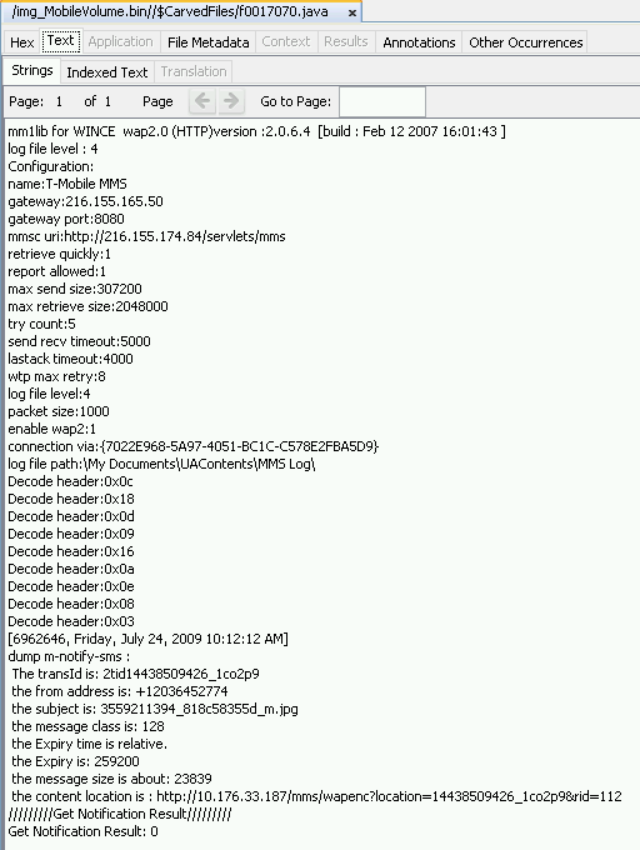 /img_MobileVolume.bin//$CarvedFiles/f0017070.java x
Hex Text Application File Metadata Context Results Annotations Other Occurrences
Strings Indexed Text Translation
Page: 1 of 1 Page Go to Page:
mm1lib for WINCE wap2.0 (HTTP)version :2.0.6.4 [build : Feb 12 2007 16:01:43 ]
log file level : 4
Configuration:
name:T-Mobile MMS
gateway:216.155.165.50
gateway port:8080
mmsc uri:http://216.155.174.84/servlets/mms
retrieve quickly:1
report allowed:1
max send size:307200
max retrieve size:2048000
try count:5
send recv timeout:5000
lastack timeout:4000
wtp max retry:8
log file level:4
packet size:1000
enable wap2:1
connection via:{7022E968-5A97-4051-BC1C-C578E2FBA5D9}
log file path:\My Documents\UAContents\MMS Log\
Decode header:0x0c
Decode header:0x18
Decode header:0x0d
Decode header:0x09
Decode header:0x16
Decode header:0x0a
Decode header:0x0e
Decode header:0x08
Decode header:0x03
[6962646, Friday, July 24, 2009 10:12:12 AM]
dump m-notify-sms :
The transId is: 2tid14438509426_1co2p9
the from address is: +12036452774
the subject is: 3559211394_818c58355d_m.jpg
the message class is: 128
the Expiry time is relative.
the Expiry is: 259200
the message size is about: 23839
the content location is : http://10.176.33.187/mms/wapenc?location=14438509426_1co2p9&rid=112
/////////Get Notification Result/////////
Get Notification Result: 0